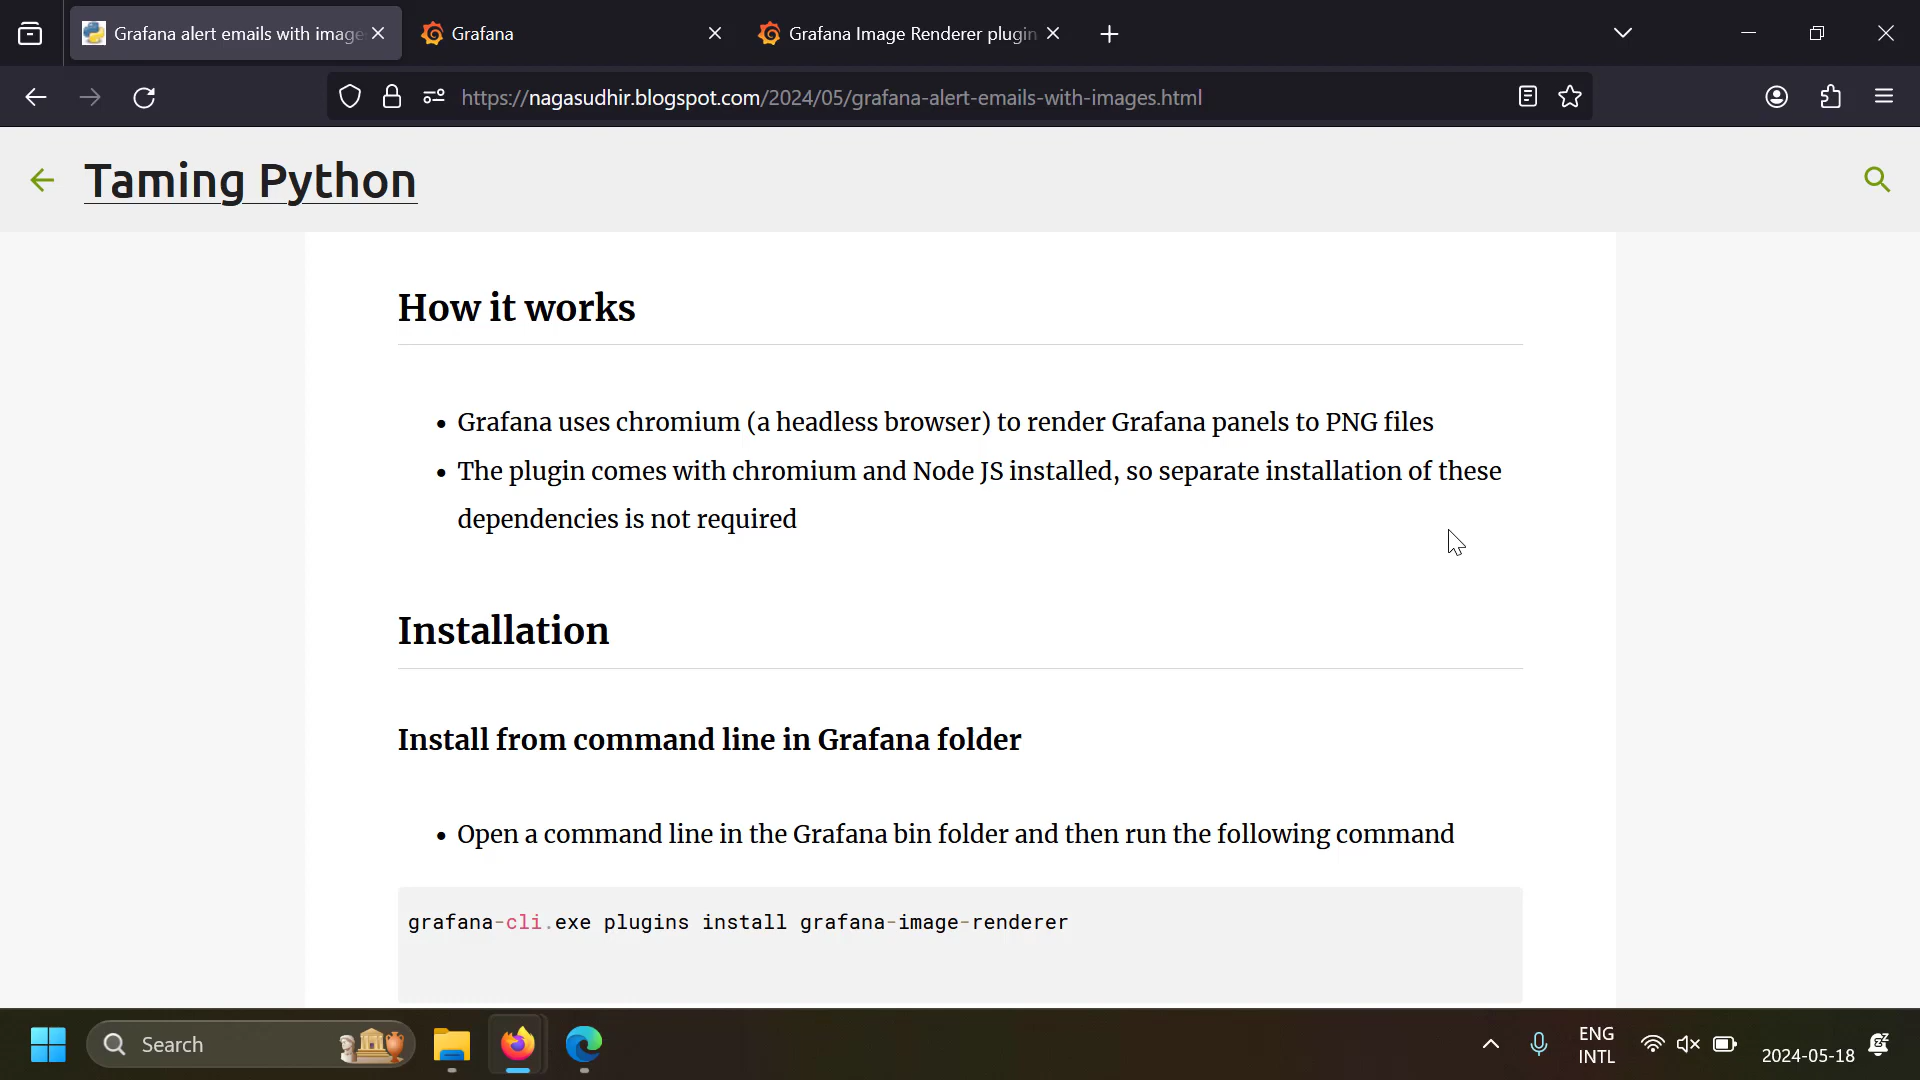 Grafana alert emails with image
Grafana
Grafana Image Renderer plugin
https://nagasudhir.blogspot.com/2024/05/grafana-alert-emails-with-images.html
Taming Python
How it works
• Grafana uses chromium (a headless browser) to render Grafana panels to PNG files
• The plugin comes with chromium and Node JS installed, so separate installation of these
dependencies is not required
Installation
Install from command line in Grafana folder
• Open a command line in the Grafana bin folder and then run the following command
grafana-cli.exe plugins install grafana-image-renderer
Search
ENG
INTL
2024-05-18